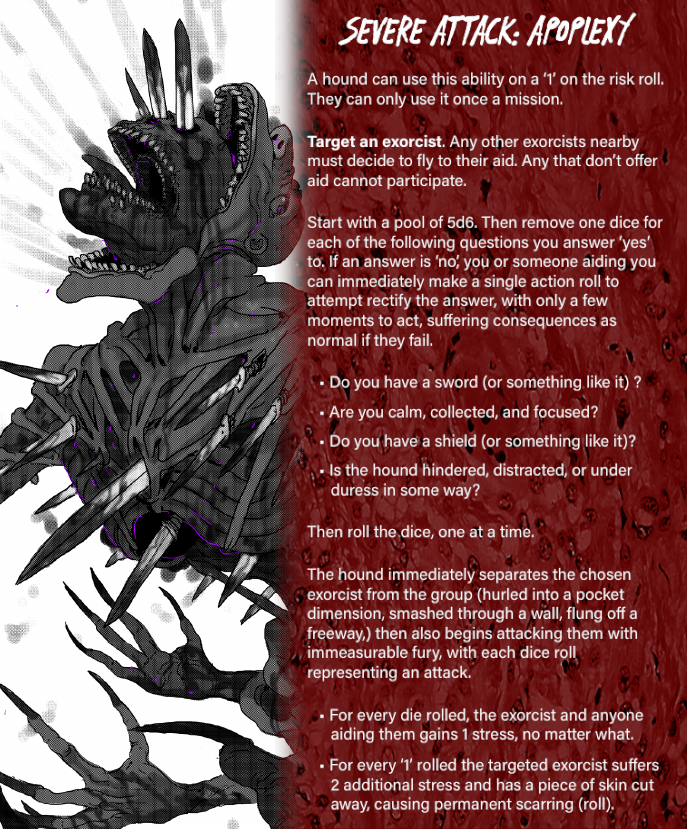 SEVERE ATTACK: APOPLEXY
A hound can use this ability on a '1' on the risk roll.
They can only use it once a mission.
Target an exorcist. Any other exorcists nearby
must decide to fly to their aid. Any that don't offer
aid cannot participate.
Start with a pool of 5d6. Then remove one dice for
each of the following questions you answer 'yes'
to. If an answer is 'no', you or someone aiding you
can immediately make a single action roll to
attempt rectify the answer, with only a few
moments to act, suffering consequences as
normal if they fail.
• Do you have a sword (or something like it) ?
• Are you calm, collected, and focused?
• Do you have a shield (or something like it)?
• Is the hound hindered, distracted, or under
duress in some way?
Then roll the dice, one at a time.
The hound immediately separates the chosen
exorcist from the group (hurled into a pocket
dimension, smashed through a wall, flung off a
freeway,) then also begins attacking them with
immeasurable fury, with each dice roll
representing an attack.
• For every die rolled, the exorcist and anyone
aiding them gains 1 stress, no matter what.
• For every '1' rolled the targeted exorcist suffers
2 additional stress and has a piece of skin cut
away, causing permanent scarring (roll).